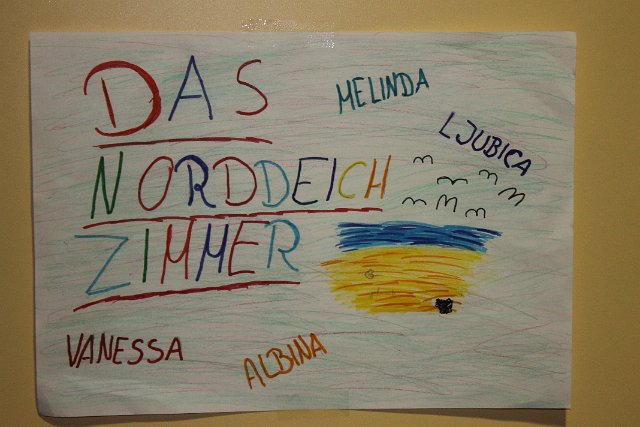 DAS
MELINDA
LJUBICA
NORDDEICH
ZIMMER
VANESSA
ALBINA